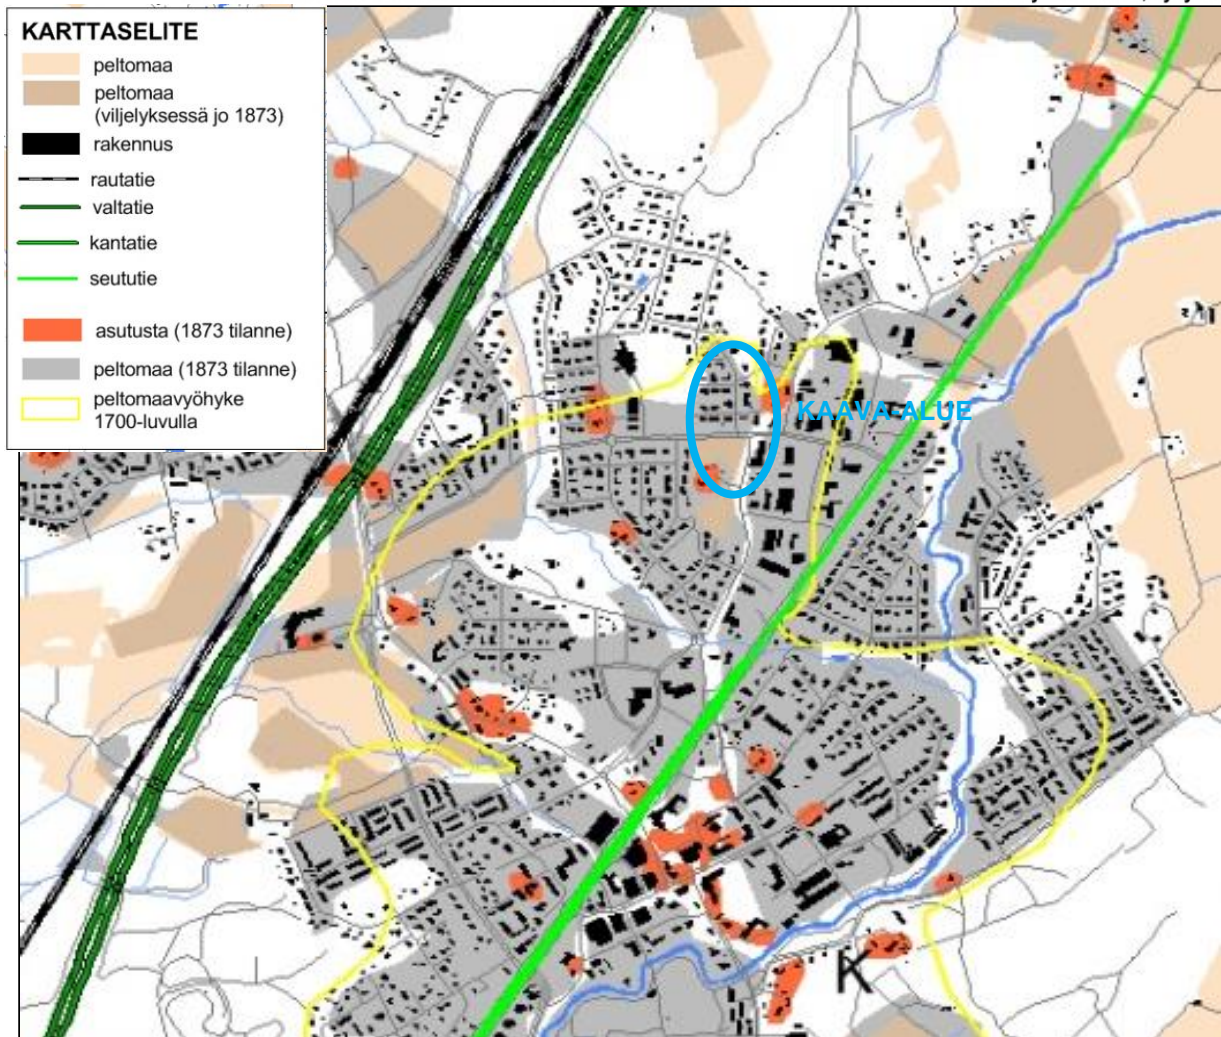 KARTTASELITE
peltomaa
peltomaa
(viljelyksessä jo 1873)
rakennus
rautatie
valtatie
kantatie
seututie
asutusta (1873 tilanne)
peltomaa (1873 tilanne)
peltomaavyöhyke
1700-luvulla
KAAVA-ALUE
K